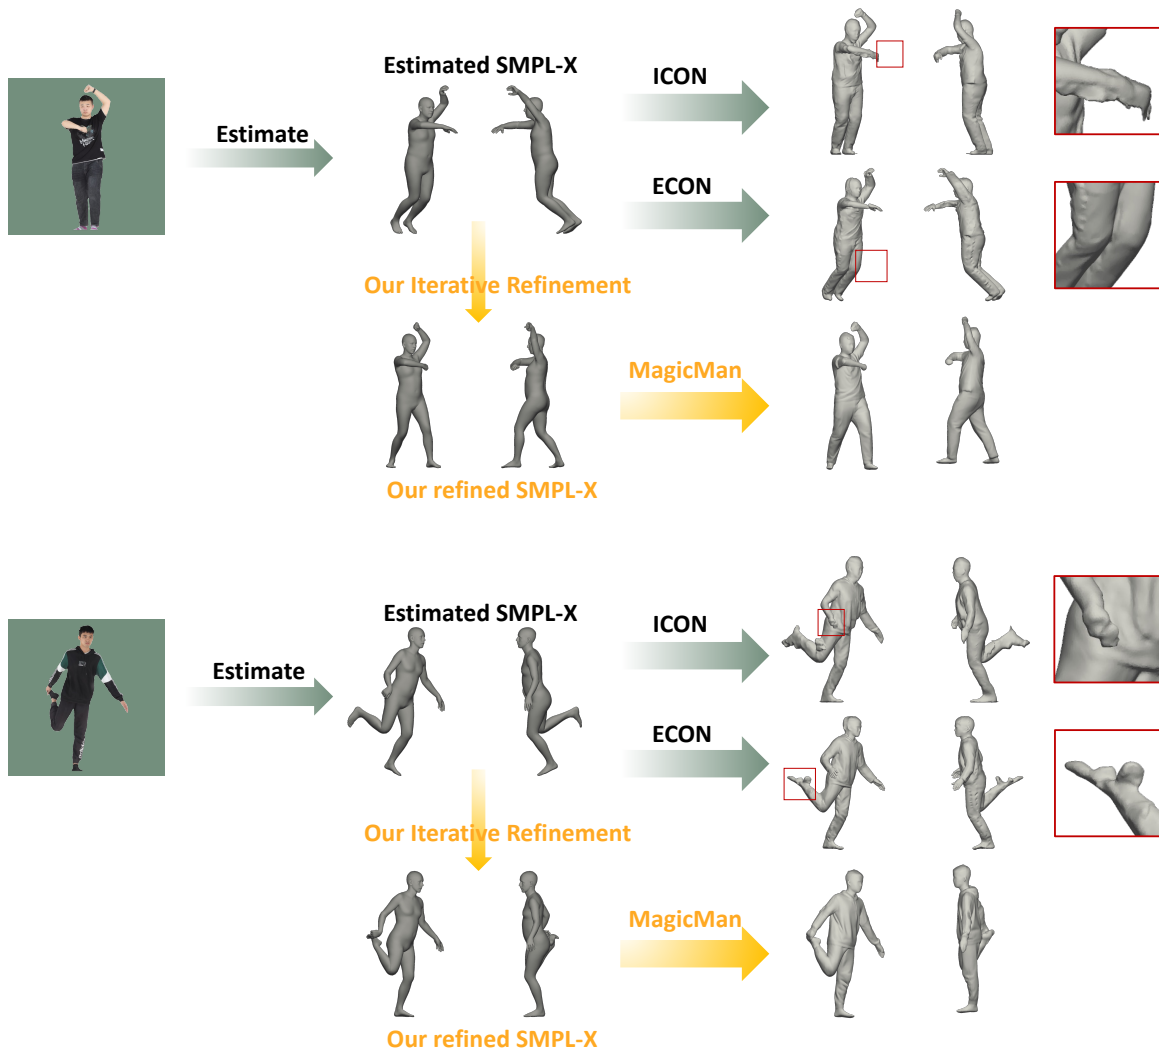 Estimated SMPL-X
ICON
Estimate
ECON
Our Iterative Refinement
MagicMan
Our refined SMPL-X
Estimated SMPL-X
ICON
Estimate
ECON
Our Iterative Refinement
MagicMan
Our refined SMPL-X